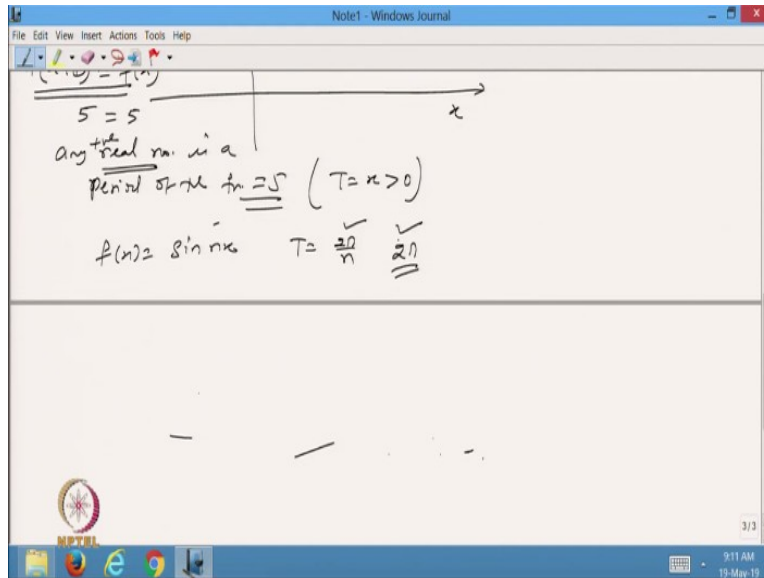 Note1 - Windows Journal
File Edit View Insert Actions Tools Help
f(x+T) = f(x)
5 = 5
x
any +ve real no. is a
period of the fn. = 5 ( T = x > 0 )
f(x) = sin nx T = 2π/n 2π
NPTEL
3/3
9:11 AM
19-May-19